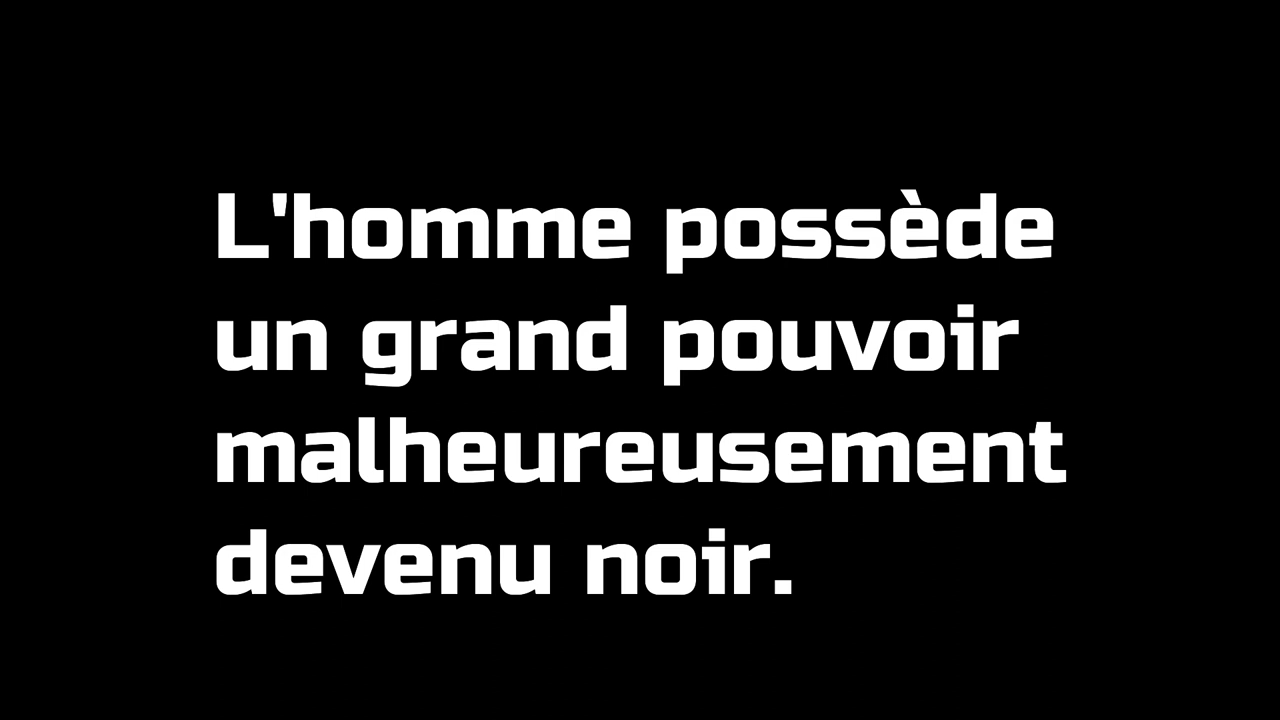 L'homme possède
un grand pouvoir
malheureusement
devenu noir.